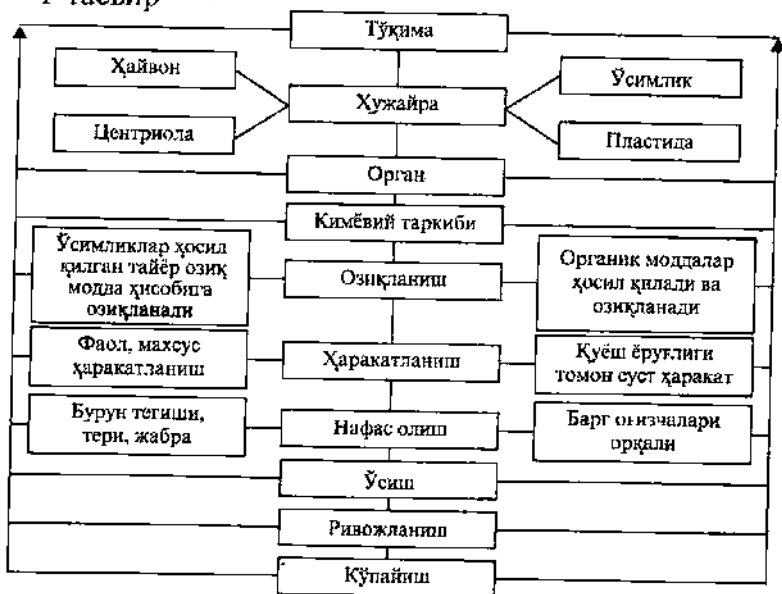 1-тасвир
Тўқима
Ҳайвон
Ўсимлик
Ҳужайра
Центриола
Пластида
Орган
Кимёвий таркиби
Ўсимликлар ҳосил
қилган тайёр озиқ
модда ҳисобига
озиқланади
Озиқланиш
Органик моддалар
ҳосил қилади ва
озиқланади
Фаол, махсус
ҳаракатланиш
Ҳаракатланиш
Қуёш ёруғлиги
томон суст ҳаракат
Бурун тегиши,
тери, жабра
Нафас олиш
Барг оғизчалари
орқали
Ўсиш
Ривожланиш
Кўпайиш